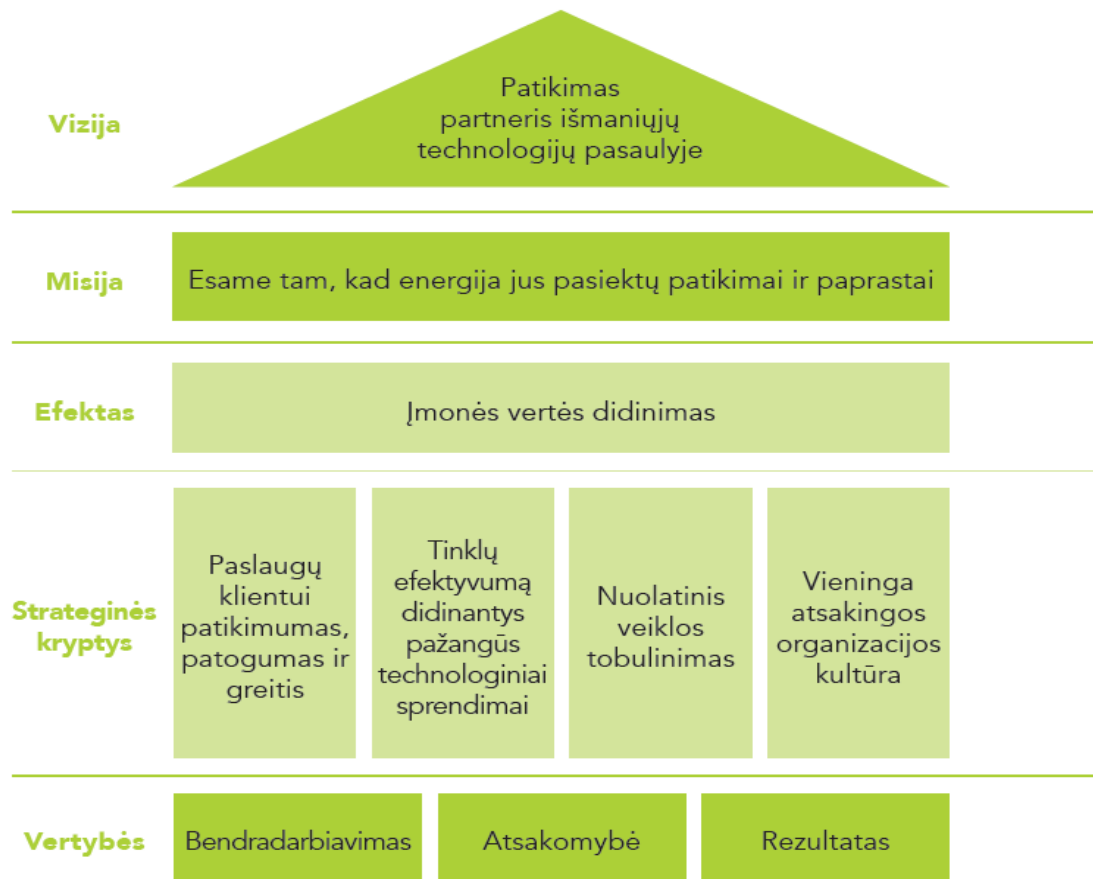 Vizija
Patikimas
partneris išmaniųjų
technologijų pasaulyje
Misija
Esame tam, kad energija jus pasiektų patikimai ir paprastai
Efektas
Įmonės vertės didinimas
Strateginės
kryptys
Paslaugų
klientui
patikimumas,
patogumas ir
greitis
Tinklų
efektyvumą
didinantys
pažangūs
technologiniai
sprendimai
Nuolatinis
veiklos
tobulinimas
Vieninga
atsakingos
organizacijos
kultūra
Vertybės
Bendradarbiavimas
Atsakomybė
Rezultatas